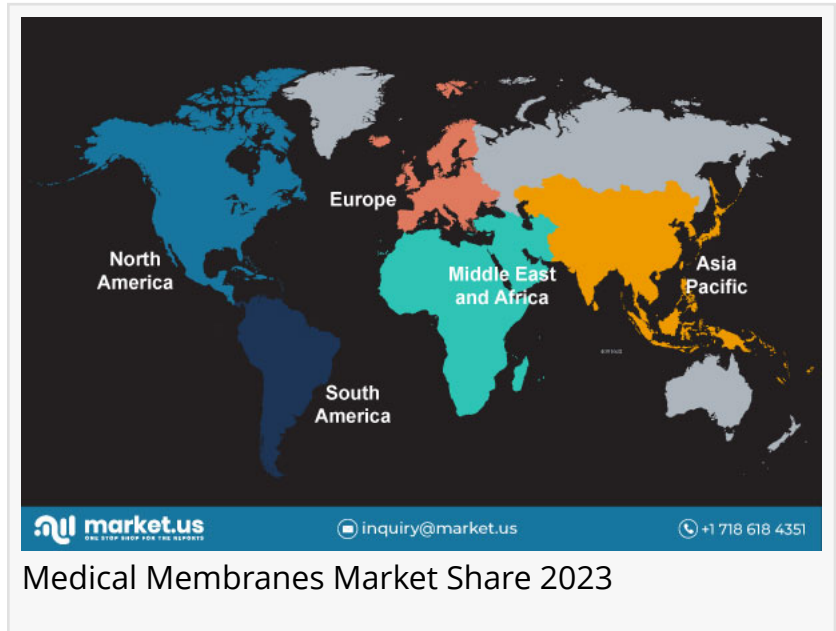 Europe
North
America
Middle East
and Africa
Asia
Pacific
South
America
market.us
ONE STOP SHOP FOR THE REPORTS
inquiry@market.us
+1 718 618 4351
Medical Membranes Market Share 2023